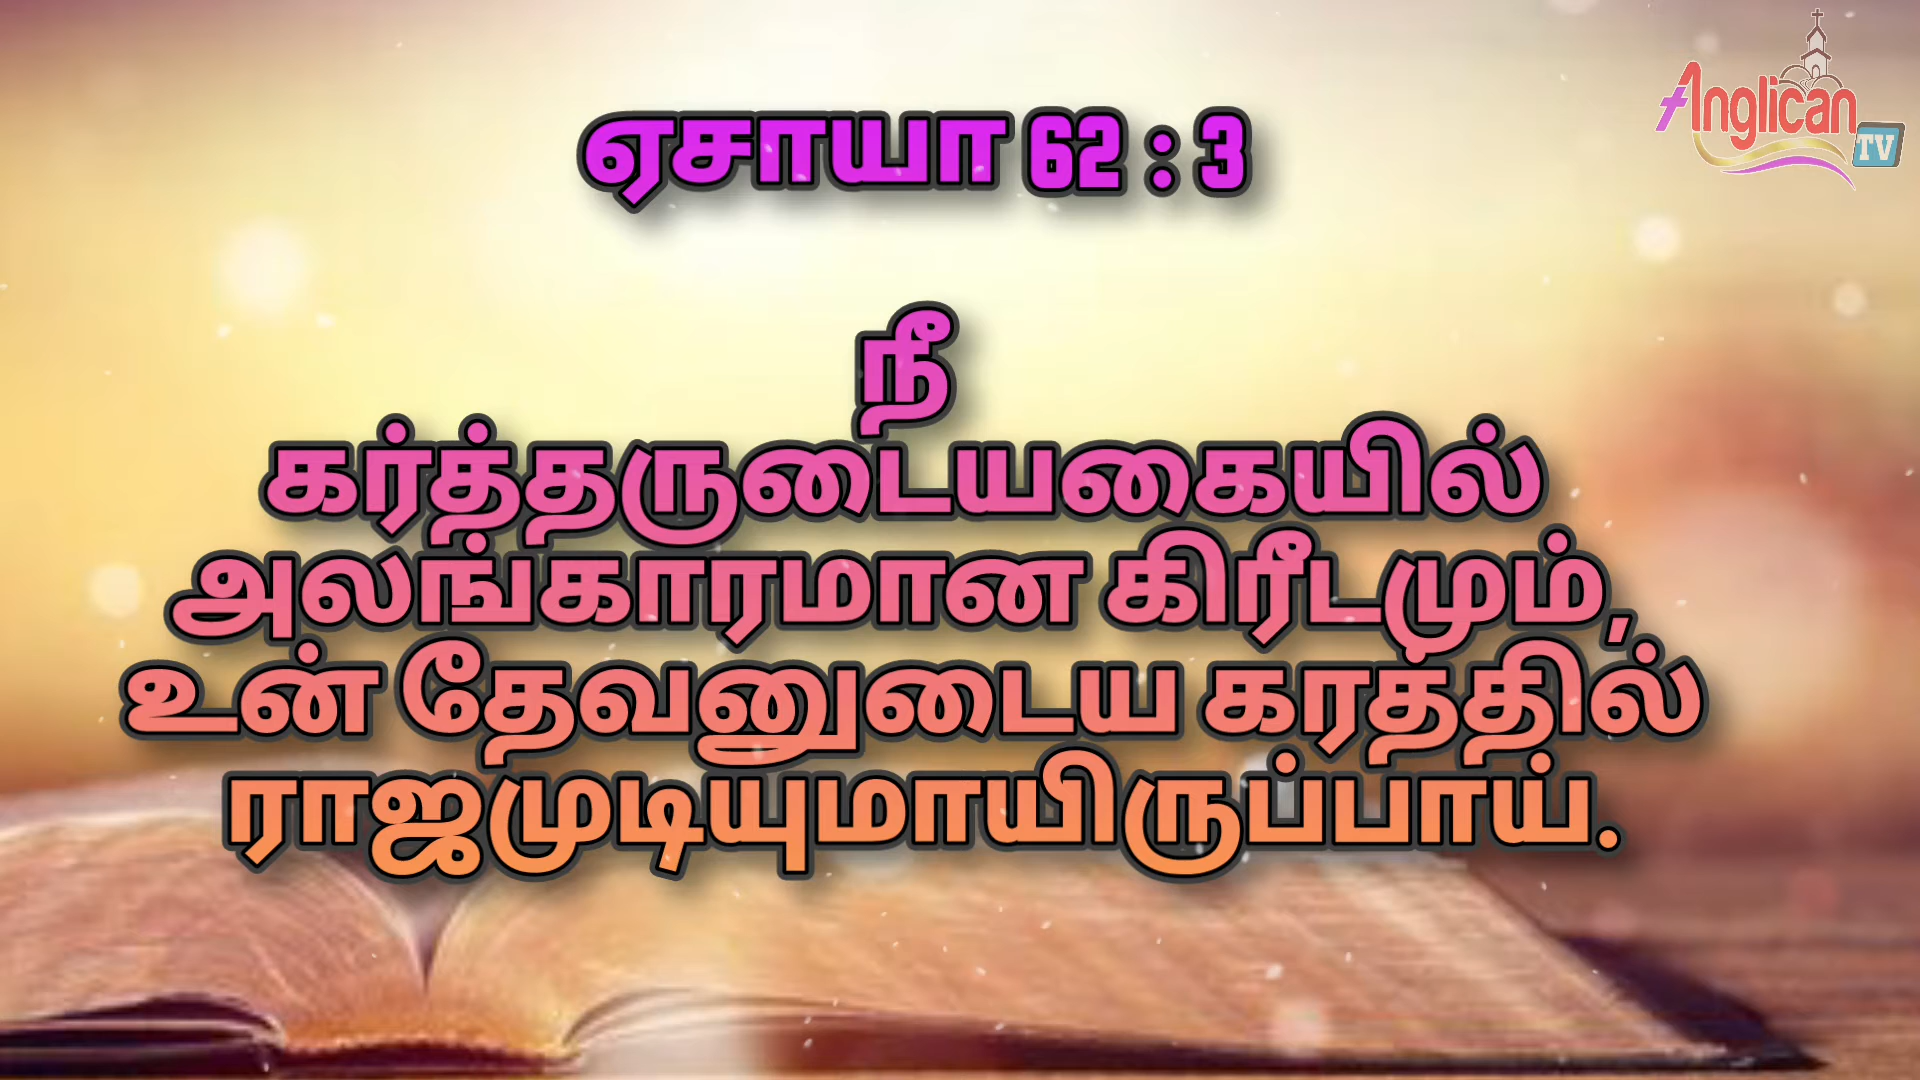 Anglican
TV
ஏசாயா 62 : 3
நீ
கர்த்தருடையகையில்
அலங்காரமான கிரீடமும்,
உன் தேவனுடைய கரத்தில்
ராஜமுடியுமாயிருப்பாய்.